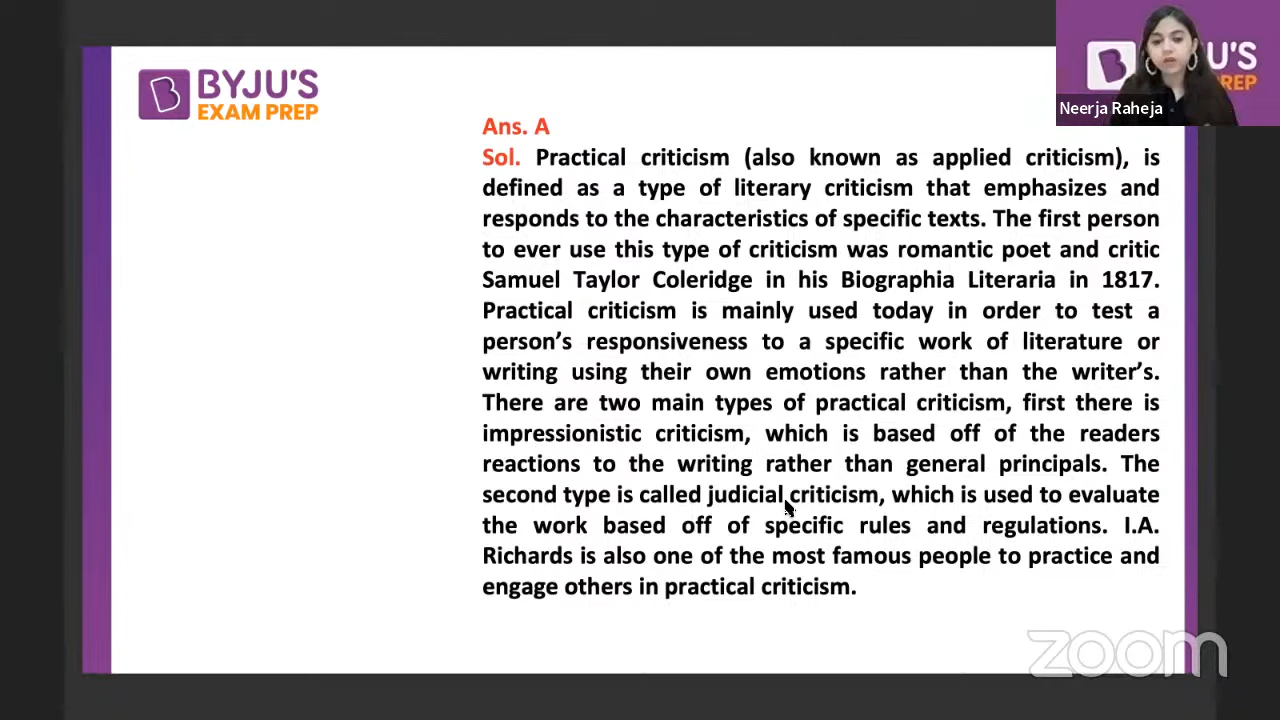 BYJU'S
EXAM PREP
U'S
EP
Neerja Raheja
Ans. A
Sol. Practical criticism (also known as applied criticism), is
defined as a type of literary criticism that emphasizes and
responds to the characteristics of specific texts. The first person
to ever use this type of criticism was romantic poet and critic
Samuel Taylor Coleridge in his Biographia Literaria in 1817.
Practical criticism is mainly used today in order to test a
person's responsiveness to a specific work of literature or
writing using their own emotions rather than the writer's.
There are two main types of practical criticism, first there is
impressionistic criticism, which is based off of the readers
reactions to the writing rather than general principals. The
second type is called judicial criticism, which is used to evaluate
the work based off of specific rules and regulations. I.A.
Richards is also one of the most famous people to practice and
engage others in practical criticism.
zoom